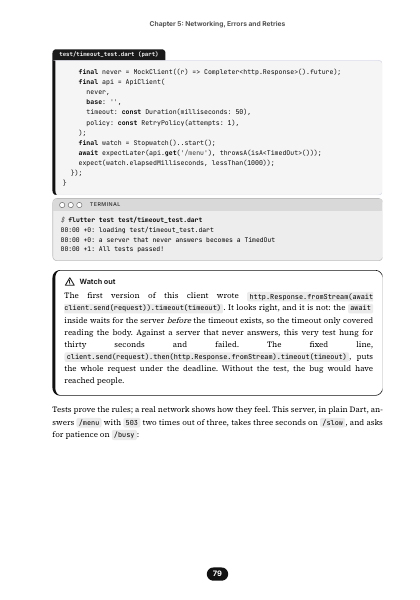 Chapter 5: Networking, Errors and Retries
test/timeout_test.dart (part)
final never = MockClient((r) => Completer<http.Response>().future);
final api = ApiClient(
never,
base: '',
timeout: const Duration(milliseconds: 50),
policy: const RetryPolicy(attempts: 1),
);
final watch = Stopwatch()..start();
await expectLater(api.get('/menu'), throwsA(isA<TimedOut>()));
expect(watch.elapsedMilliseconds, lessThan(1000));
});
}
TERMINAL
$ flutter test test/timeout_test.dart
00:00 +0: loading test/timeout_test.dart
00:00 +0: a server that never answers becomes a TimedOut
00:00 +1: All tests passed!
Watch out
The first version of this client wrote http.Response.fromStream(await
client.send(request)).timeout(timeout). It looks right, and it is not: the await
inside waits for the server before the timeout exists, so the timeout only covered
reading the body. Against a server that never answers, this very test hung for
thirty seconds and failed. The fixed line,
client.send(request).then(http.Response.fromStream).timeout(timeout), puts
the whole request under the deadline. Without the test, the bug would have
reached people.
Tests prove the rules; a real network shows how they feel. This server, in plain Dart, an-
swers /menu with 503 two times out of three, takes three seconds on /slow, and asks
for patience on /busy:
79